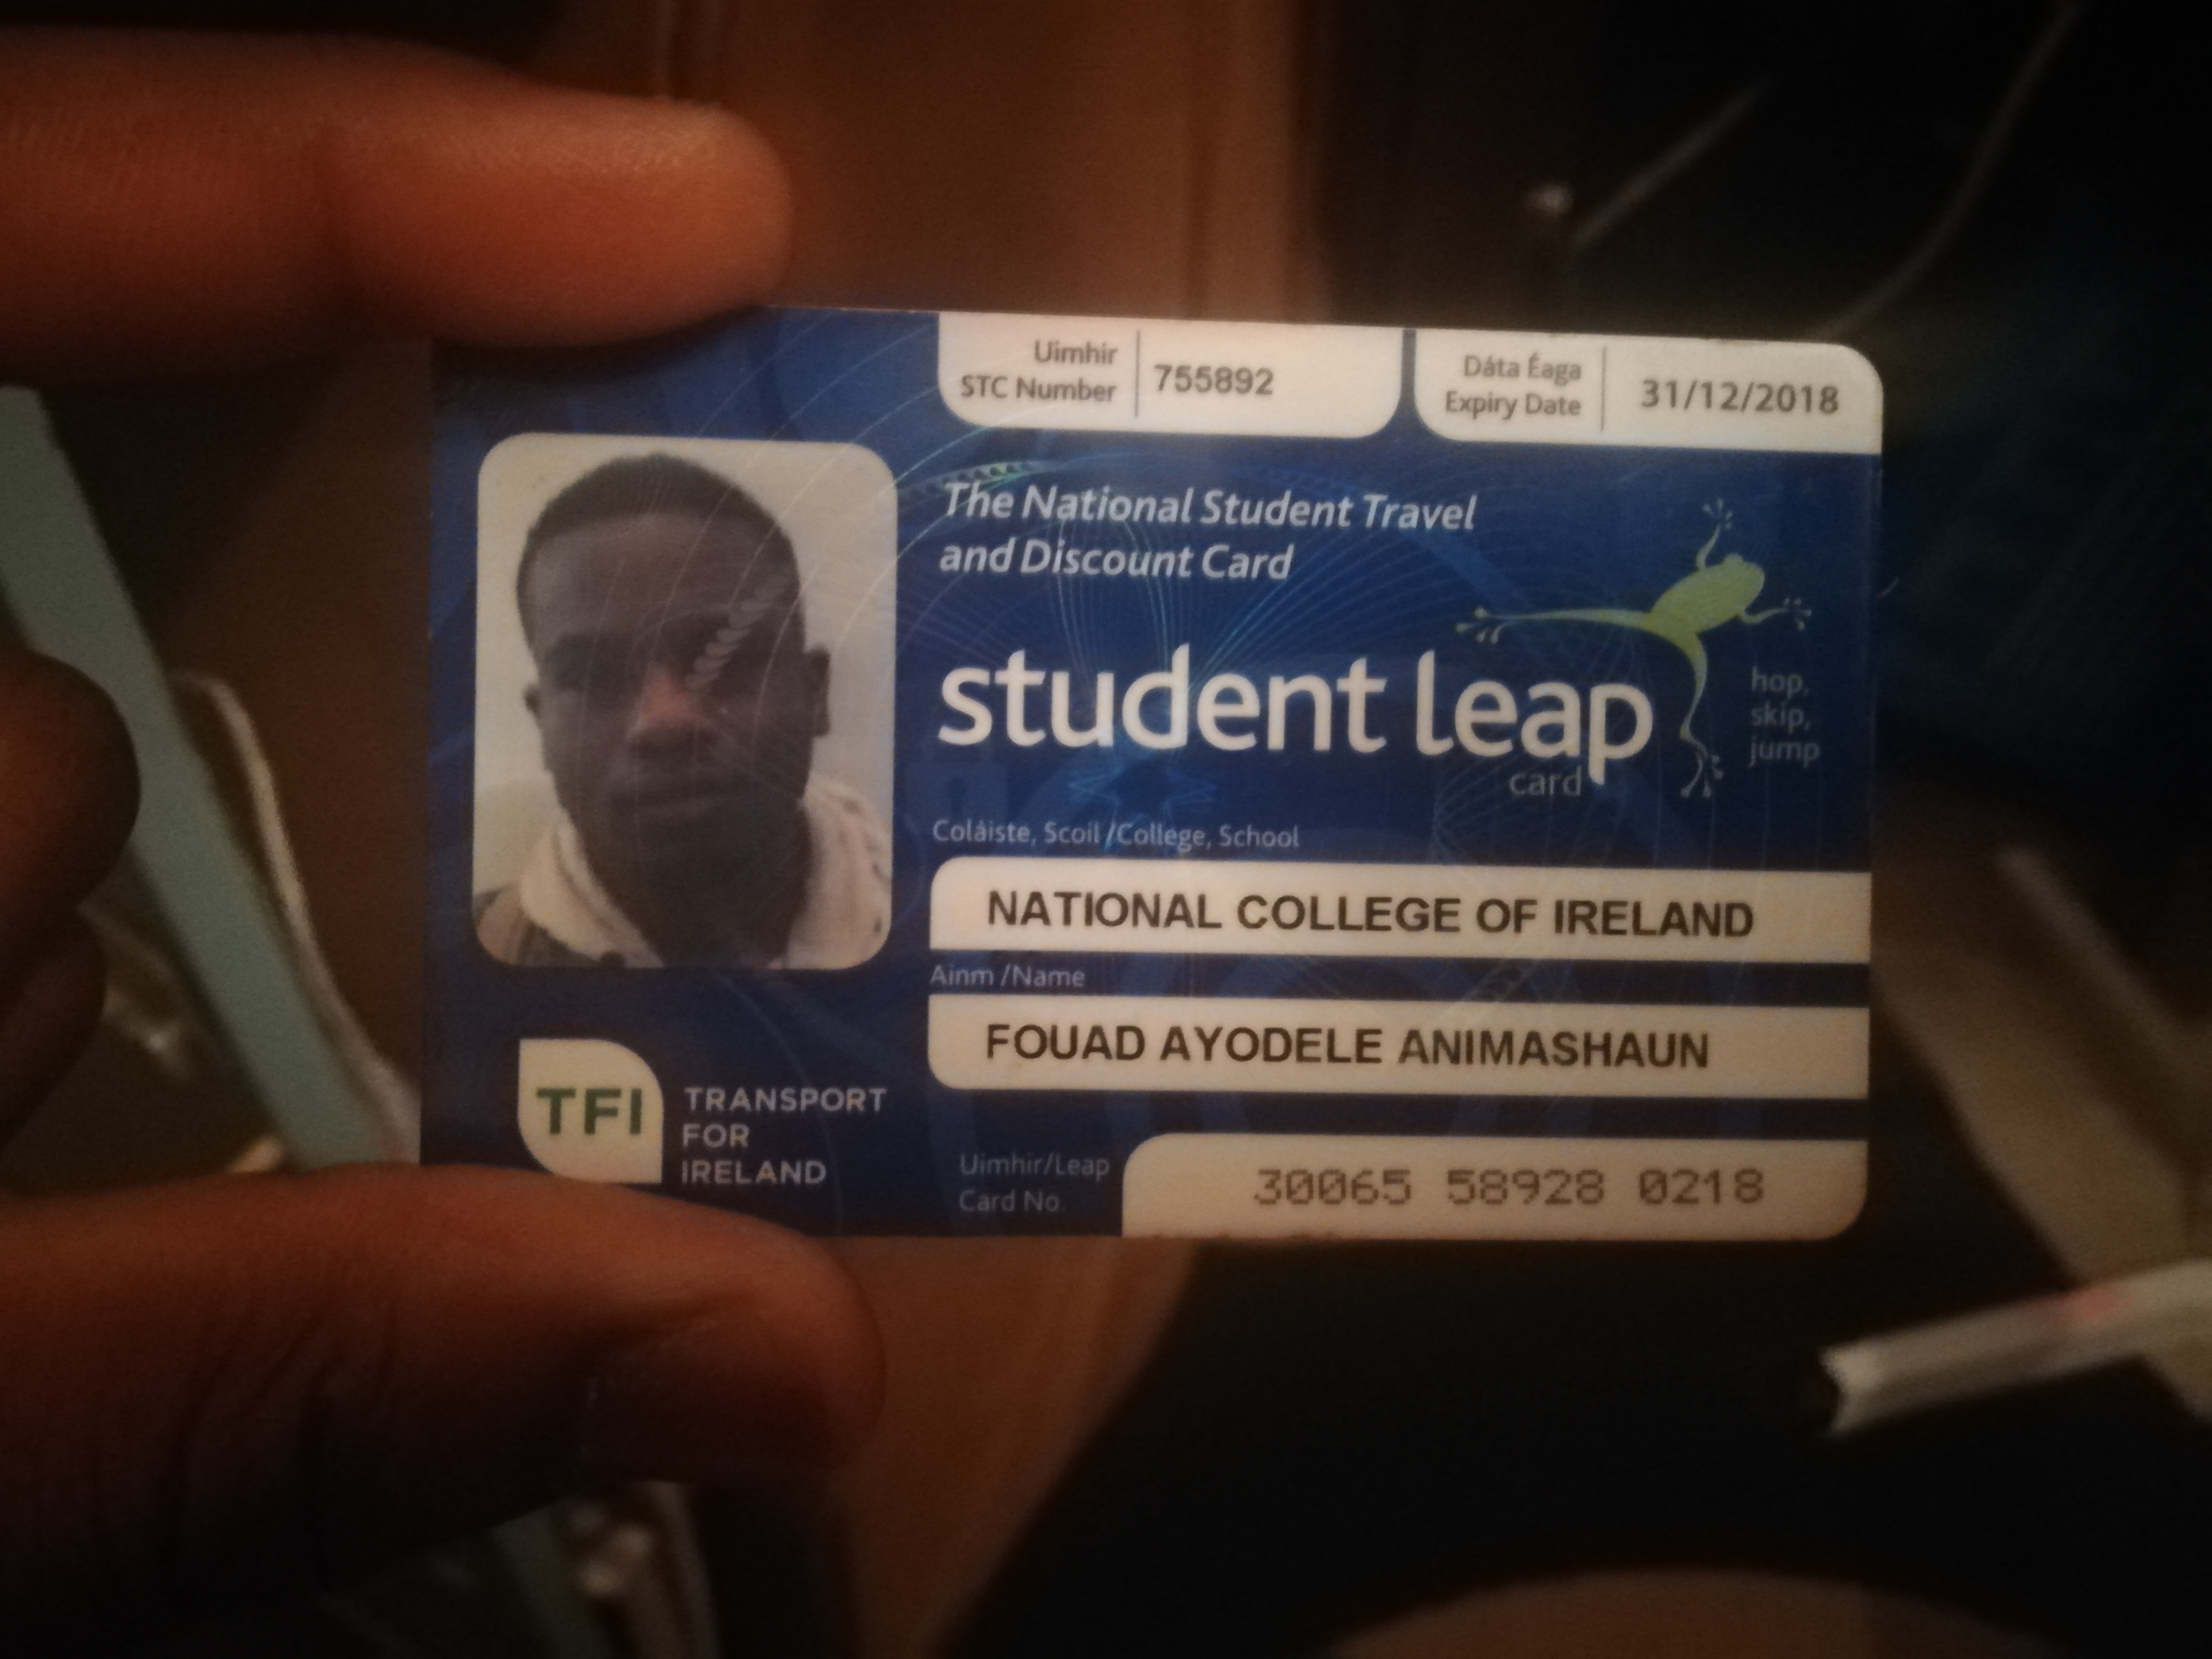 Uimhir
STC Number 755892
Dáta Éaga
Expiry Date 31/12/2018
The National Student Travel
and Discount Card
student leap
card
hop,
skip,
jump
Coláiste, Scoil /College, School
NATIONAL COLLEGE OF IRELAND
Ainm /Name
FOUAD AYODELE ANIMASHAUN
TFI TRANSPORT
FOR
IRELAND
Uimhir/Leap
Card No. 30065 58928 0218